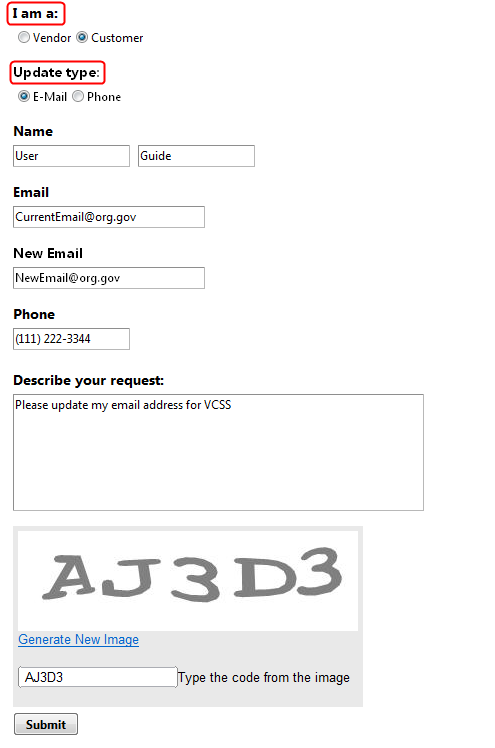 I am a:
Vendor Customer
Update type:
E-Mail Phone
Name
User Guide
Email
CurrentEmail@org.gov
New Email
NewEmail@org.gov
Phone
(111) 222-3344
Describe your request:
Please update my email address for VCSS
AJ3D3
Generate New Image
AJ3D3 Type the code from the image
Submit